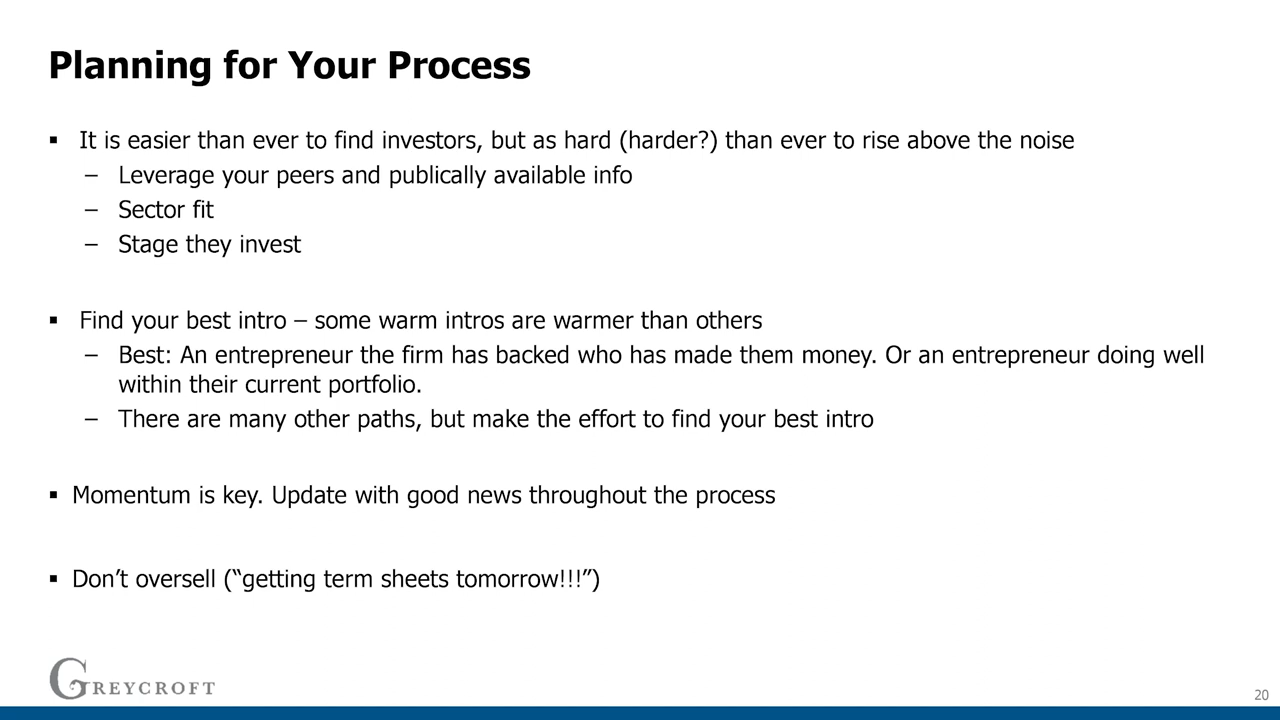 Planning for Your Process
▪ It is easier than ever to find investors, but as hard (harder?) than ever to rise above the noise
– Leverage your peers and publically available info
– Sector fit
– Stage they invest
▪ Find your best intro – some warm intros are warmer than others
– Best: An entrepreneur the firm has backed who has made them money. Or an entrepreneur doing well
within their current portfolio.
– There are many other paths, but make the effort to find your best intro
▪ Momentum is key. Update with good news throughout the process
▪ Don’t oversell (“getting term sheets tomorrow!!!”)
GREYCROFT
20